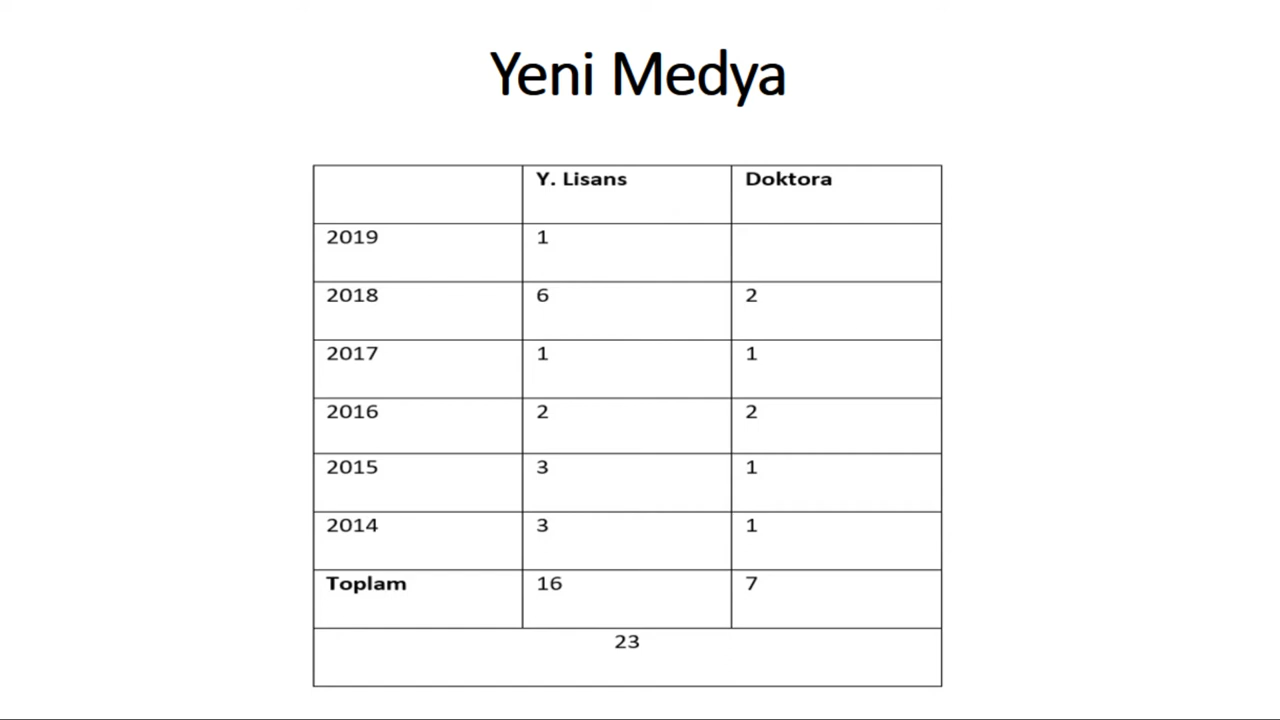 Yeni Medya
Y. Lisans Doktora
2019 1
2018 6 2
2017 1 1
2016 2 2
2015 3 1
2014 3 1
Toplam 16 7
23